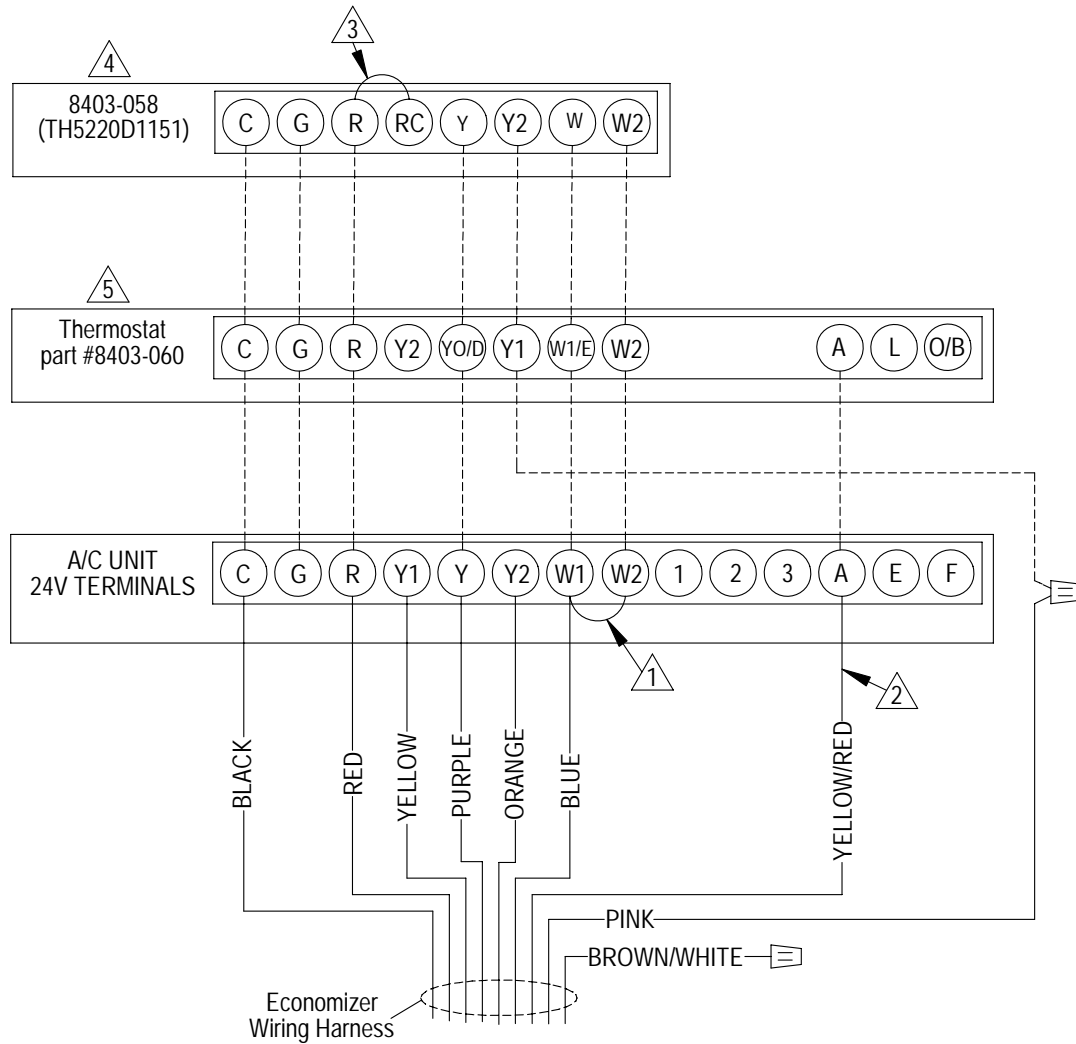 3
4
8403-058
(TH5220D1151)
C G R RC Y Y2 W W2
5
Thermostat
part #8403-060
C G R Y2 YO/D Y1 W1/E W2 A L O/B
A/C UNIT
24V TERMINALS
C G R Y1 Y Y2 W1 W2 1 2 3 A E F
1
2
BLACK
RED
YELLOW
PURPLE
ORANGE
BLUE
YELLOW/RED
PINK
BROWN/WHITE
Economizer
Wiring Harness